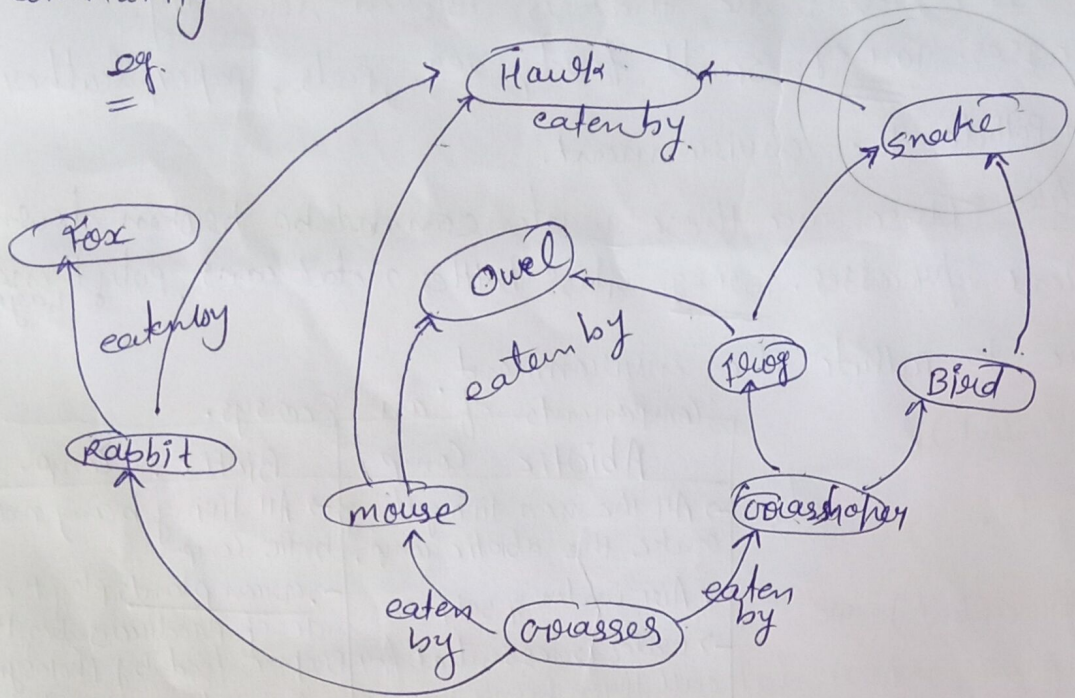 eg.
Hawk
eaten by.
Snake
Fox
Owel
eaten by
eaten by
frog
Bird
Rabbit
mouse
Grasshoper
eaten
by
Grasses
eaten
by